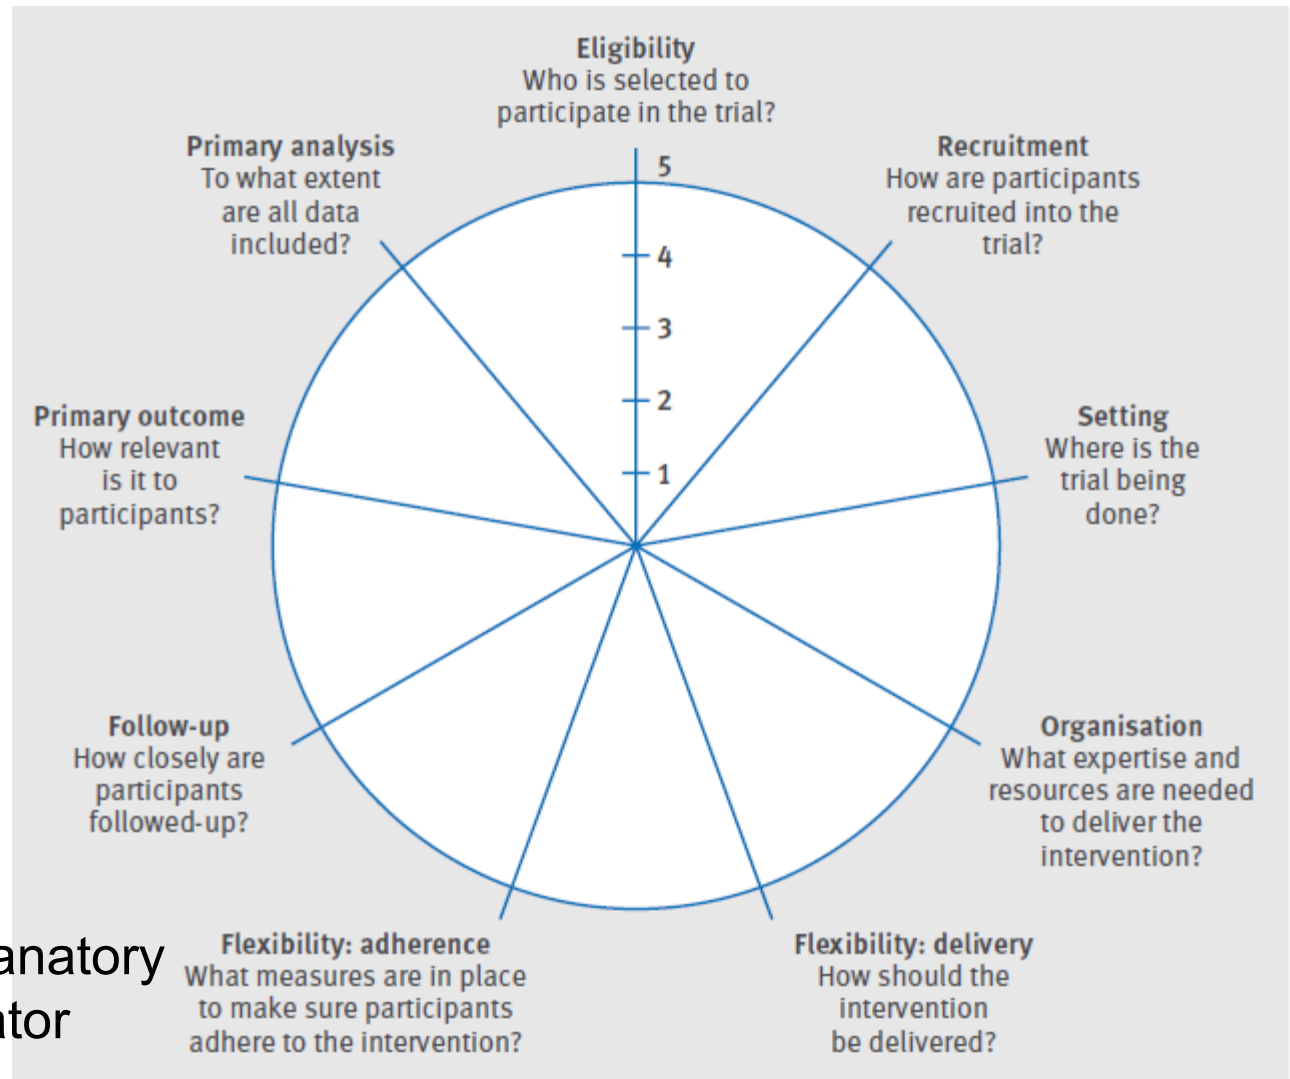 Eligibility
Who is selected to
participate in the trial?
Recruitment
How are participants
recruited into the
trial?
Setting
Where is the
trial being
done?
Organisation
What expertise and
resources are needed
to deliver the
intervention?
Flexibility: delivery
How should the
intervention
be delivered?
Flexibility: adherence
What measures are in place
to make sure participants
adhere to the intervention?
Follow-up
How closely are
participants
followed-up?
Primary outcome
How relevant
is it to
participants?
Primary analysis
To what extent
are all data
included?
5
4
3
2
1
anatory
ator